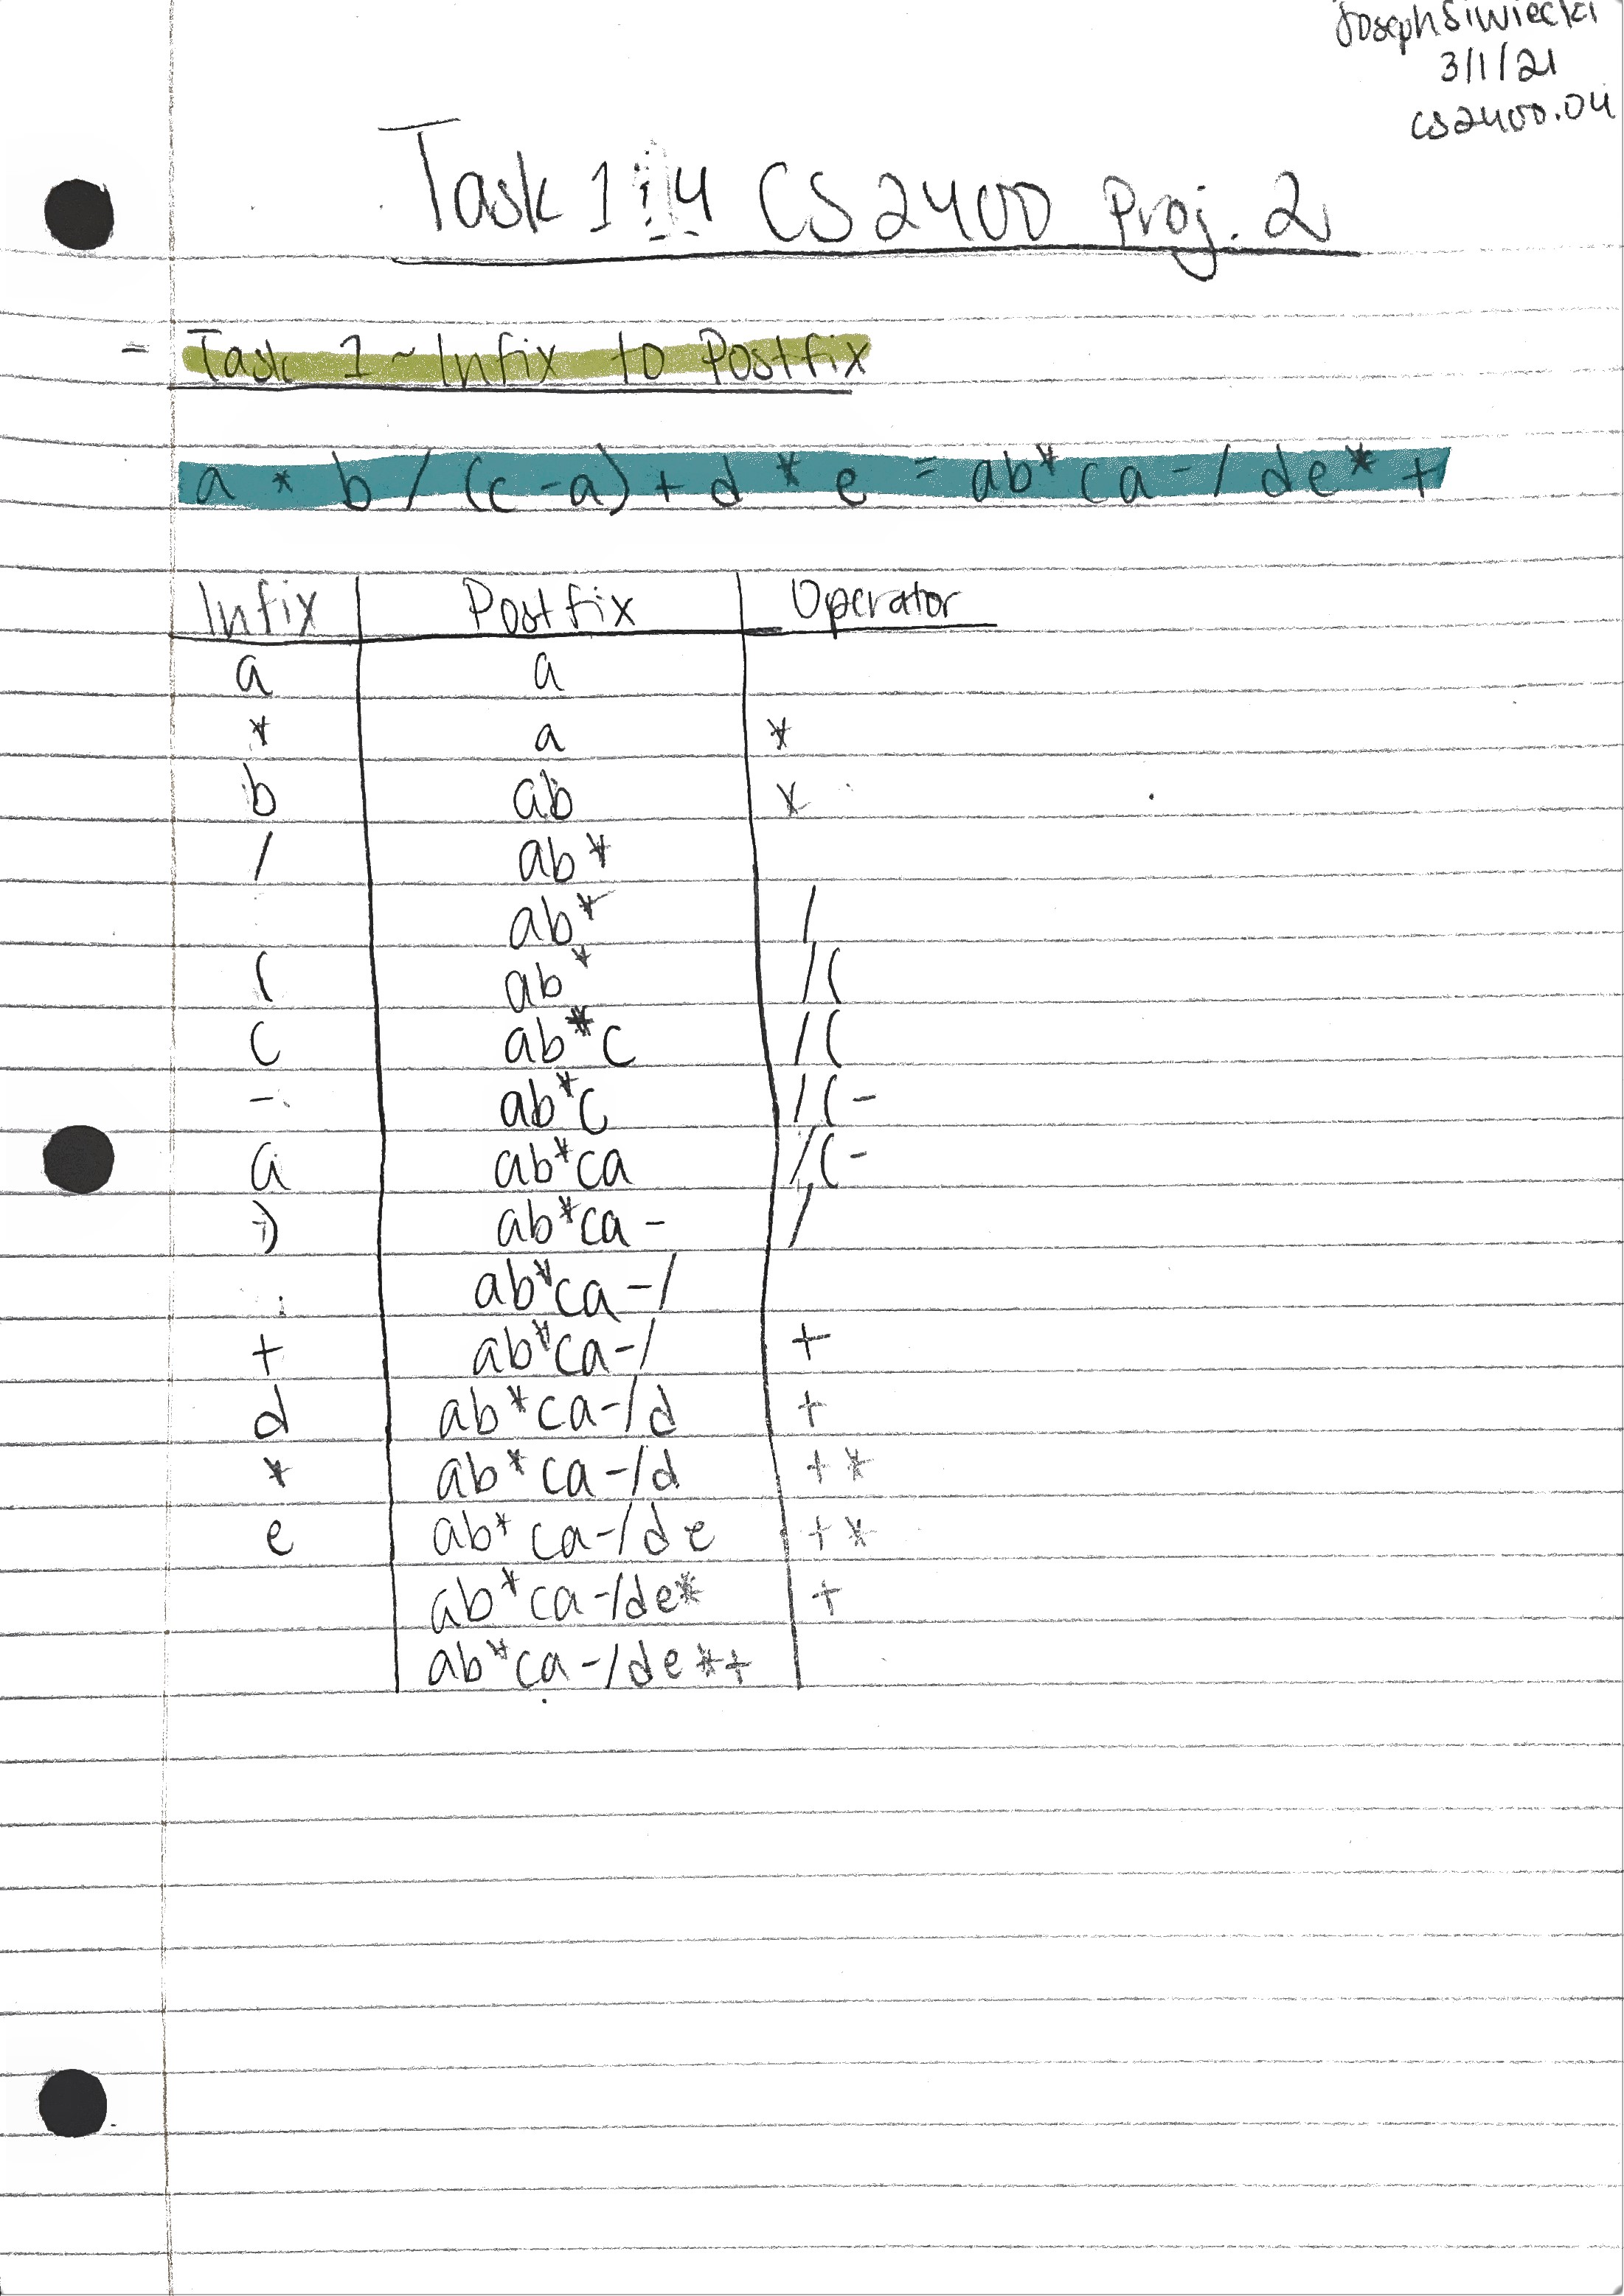 Joseph Siwiecki
3/1/21
CS2400.04
Task 1 : 4 CS 2400 Proj. 2
- Task 1 ~ Infix to Postfix
a * b / (c - a) + d * e = ab*ca-/de*+
Infix Postfix Operator
a a
* a *
b ab *
/ ab*
ab* /
( ab* /(
c ab*c /(
- ab*c /(-
a ab*ca /(-
) ab*ca- /
ab*ca-/
+ ab*ca-/ +
d ab*ca-/d +
* ab*ca-/d +*
e ab*ca-/de +*
ab*ca-/de* +
ab*ca-/de*+